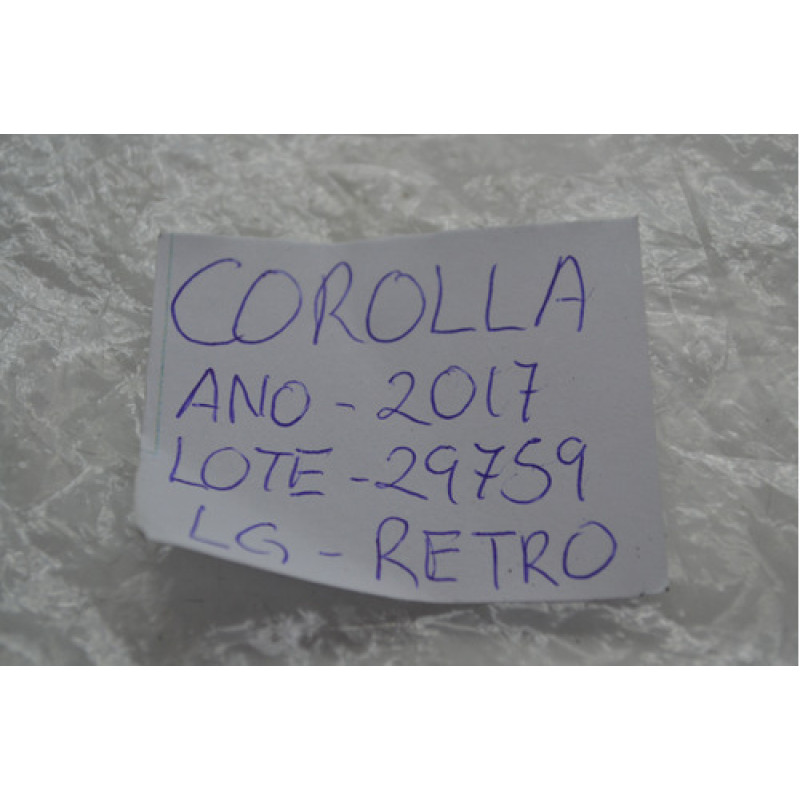 COROLLA
ANO - 2017
LOTE - 29759
LG - RETRO